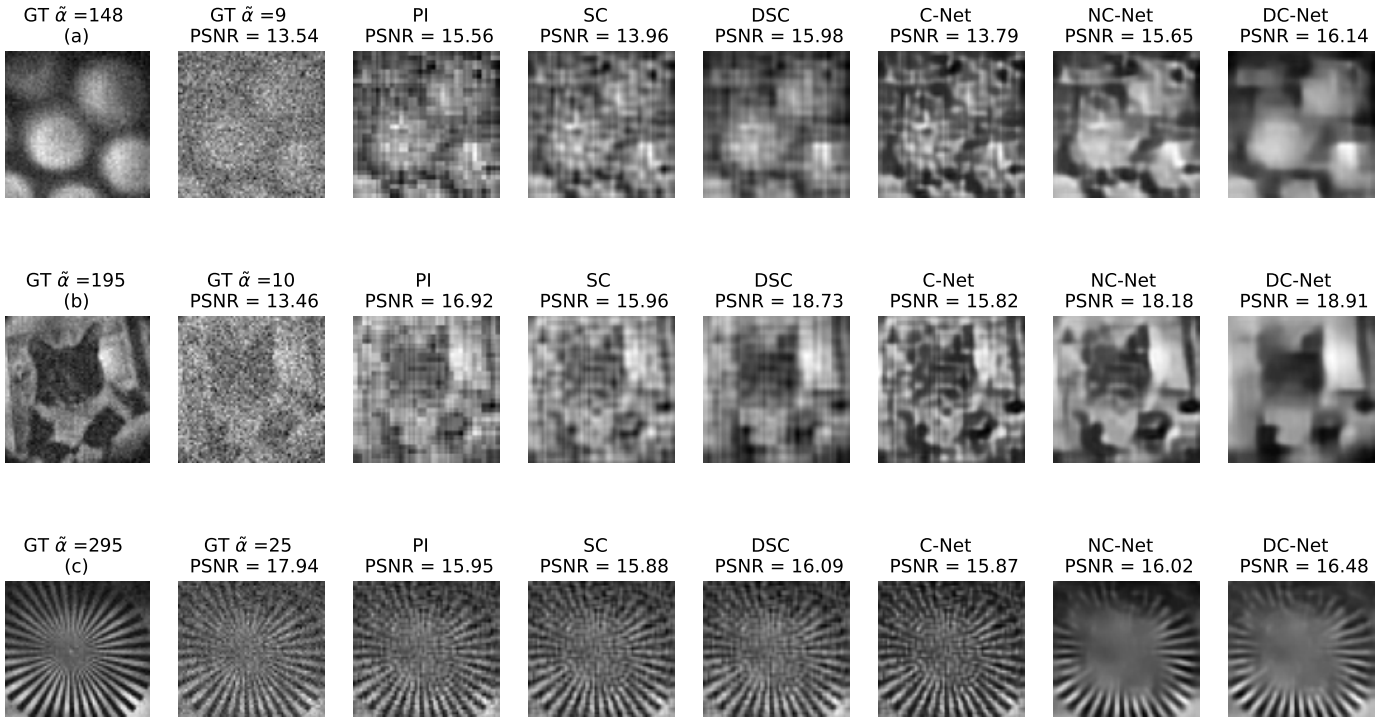 GT α̃ =148
(a)
GT α̃ =9
PSNR = 13.54
PI
PSNR = 15.56
SC
PSNR = 13.96
DSC
PSNR = 15.98
C-Net
PSNR = 13.79
NC-Net
PSNR = 15.65
DC-Net
PSNR = 16.14
GT α̃ =195
(b)
GT α̃ =10
PSNR = 13.46
PI
PSNR = 16.92
SC
PSNR = 15.96
DSC
PSNR = 18.73
C-Net
PSNR = 15.82
NC-Net
PSNR = 18.18
DC-Net
PSNR = 18.91
GT α̃ =295
(c)
GT α̃ =25
PSNR = 17.94
PI
PSNR = 15.95
SC
PSNR = 15.88
DSC
PSNR = 16.09
C-Net
PSNR = 15.87
NC-Net
PSNR = 16.02
DC-Net
PSNR = 16.48